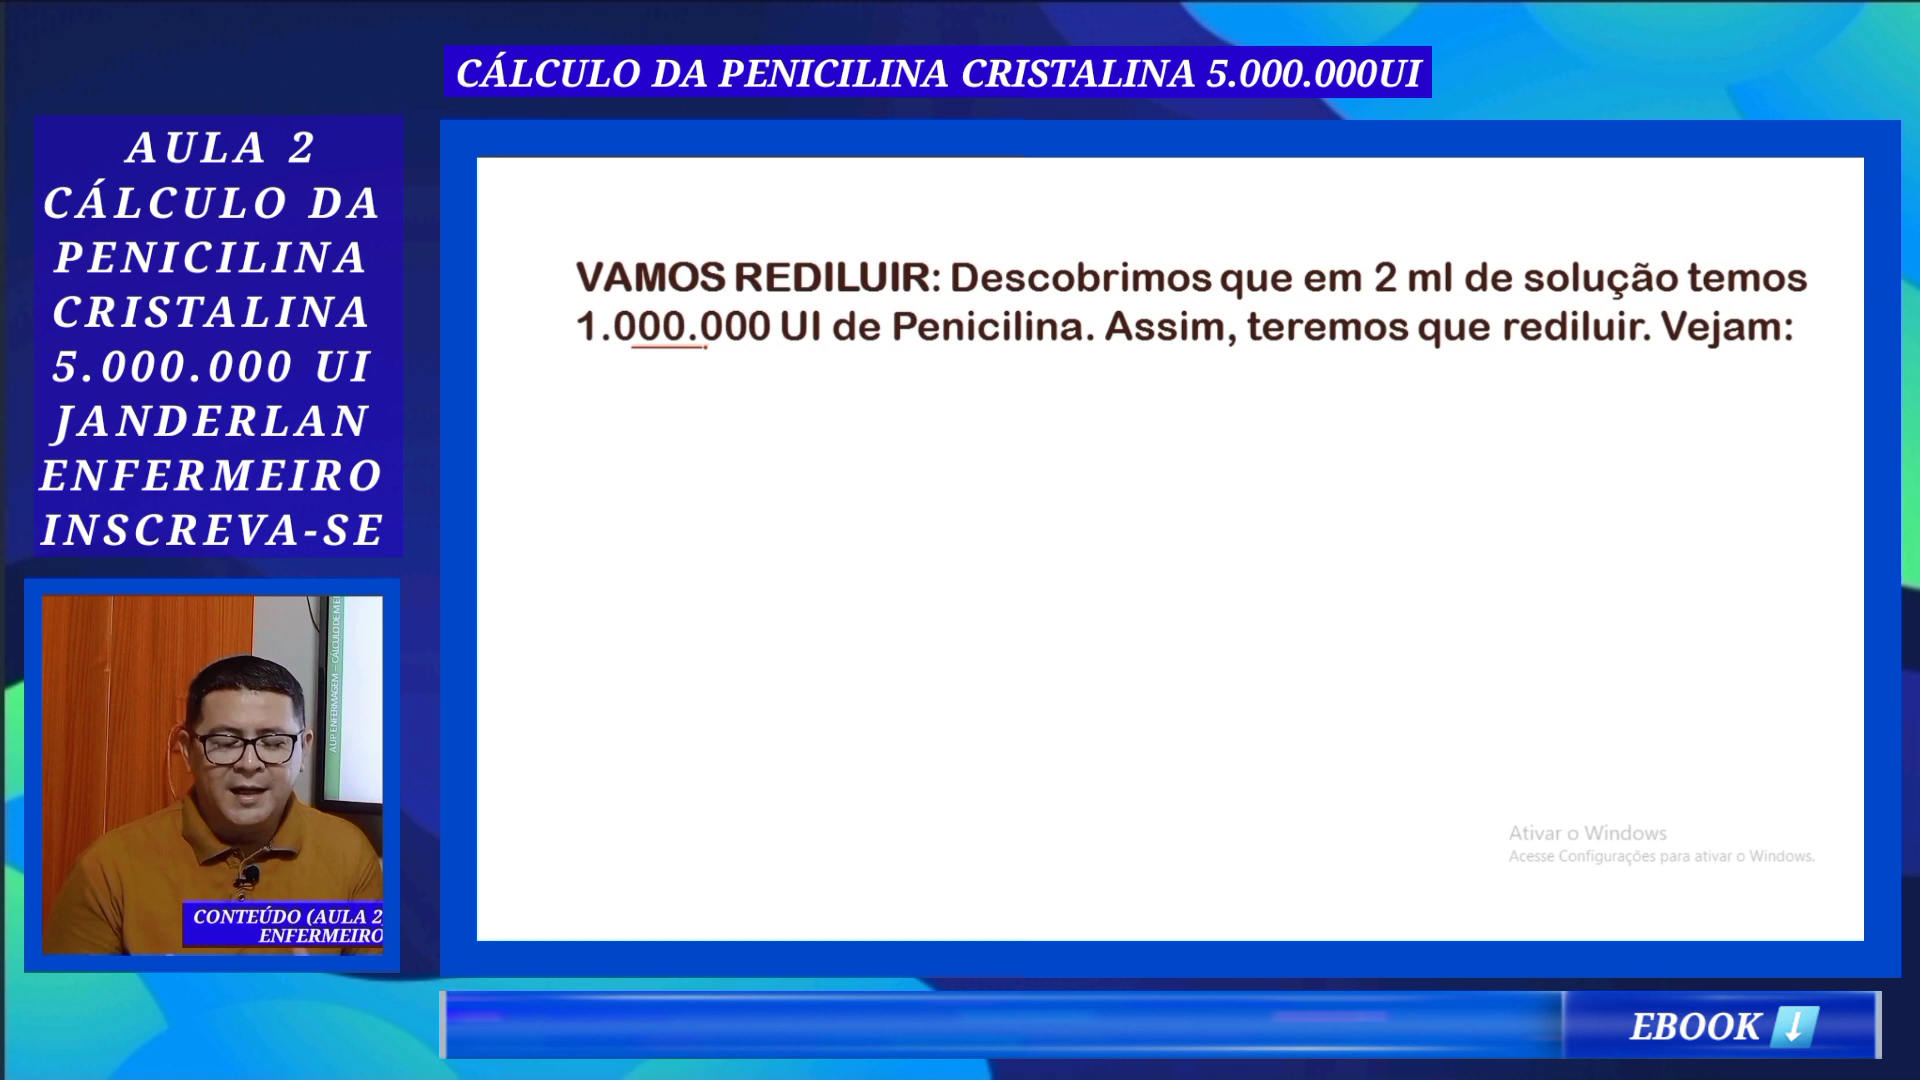 CÁLCULO DA PENICILINA CRISTALINA 5.000.000UI
AULA 2
CÁLCULO DA
PENICILINA
CRISTALINA
5.000.000 UI
JANDERLAN
ENFERMEIRO
INSCREVA-SE
VAMOS REDILUIR: Descobrimos que em 2 ml de solução temos
1.000.000 UI de Penicilina. Assim, teremos que rediluir. Vejam:
Ativar o Windows
Acesse Configurações para ativar o Windows.
CONTEÚDO (AULA 2
ENFERMEIRO
EBOOK